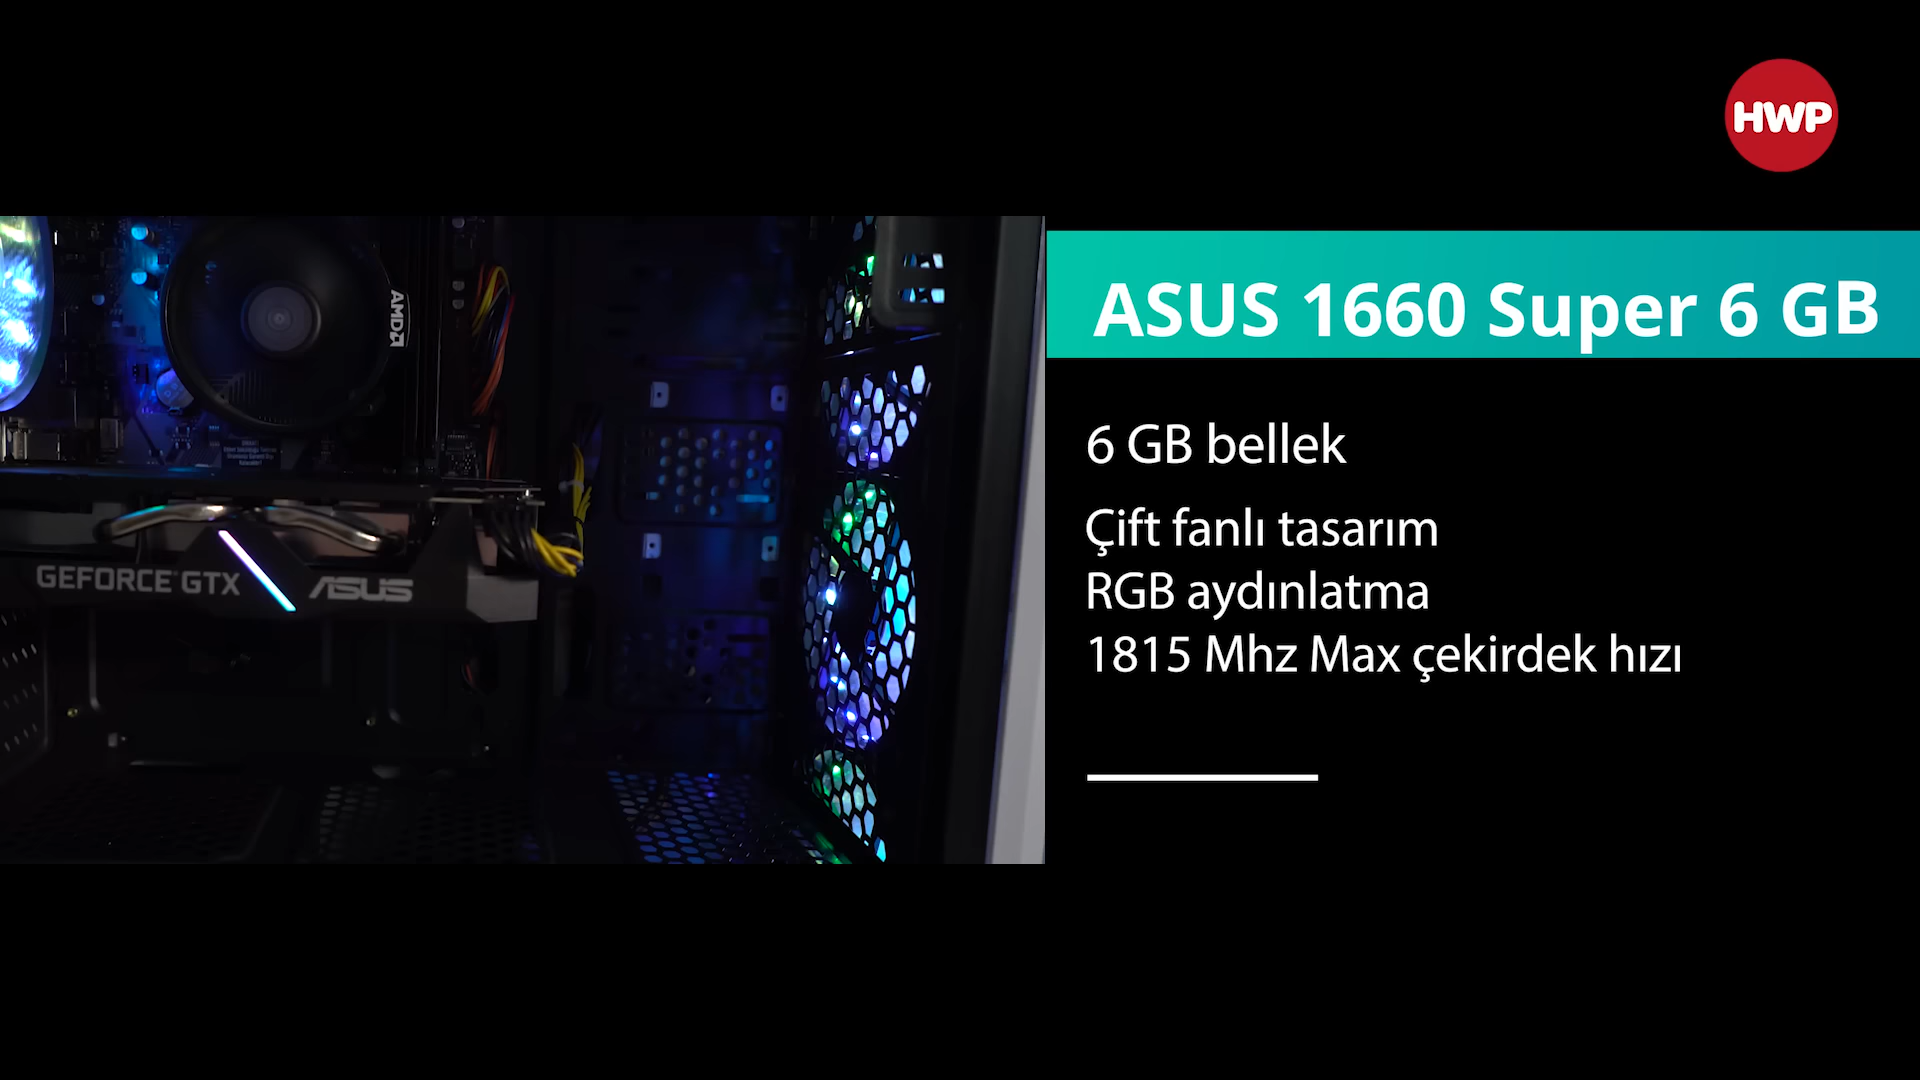 HWP
ASUS 1660 Super 6 GB
6 GB bellek
Çift fanlı tasarım
RGB aydınlatma
1815 Mhz Max çekirdek hızı
AMD
GEFORCE GTX
ASUS